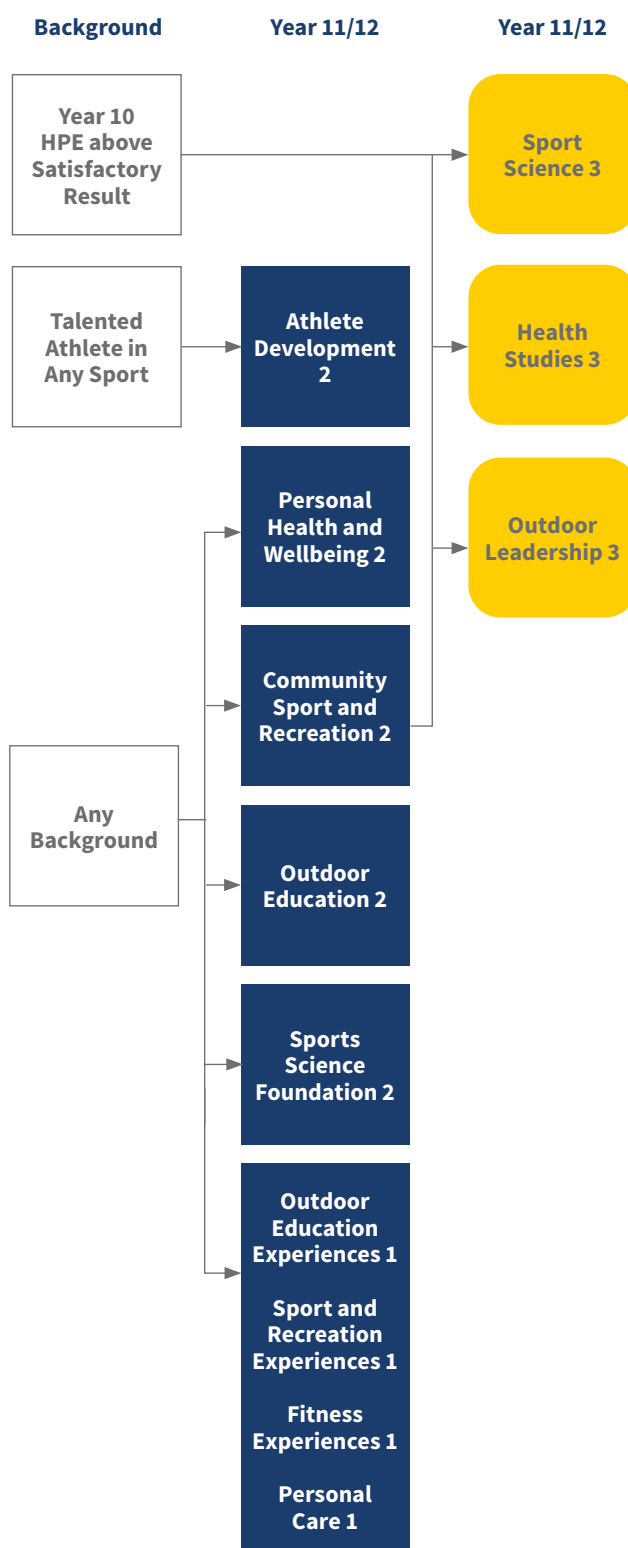 Background
Year 11/12
Year 11/12
Year 10
HPE above
Satisfactory
Result
Sport
Science 3
Talented
Athlete in
Any Sport
Athlete
Development
2
Health
Studies 3
Personal
Health and
Wellbeing 2
Outdoor
Leadership 3
Community
Sport and
Recreation 2
Any
Background
Outdoor
Education 2
Sports
Science
Foundation 2
Outdoor
Education
Experiences 1
Sport and
Recreation
Experiences 1
Fitness
Experiences 1
Personal
Care 1